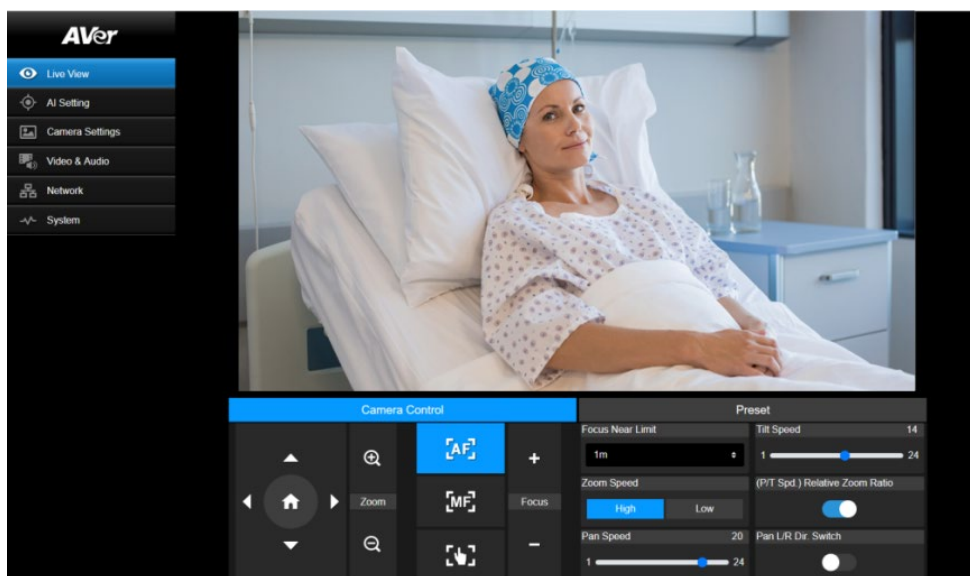 AVer
Live View
AI Setting
Camera Settings
Video & Audio
Network
System
Camera Control
Preset
Zoom
AF
MF
Focus
Focus Near Limit
1m
Tilt Speed 14
1 24
Zoom Speed
High Low
(P/T Spd.) Relative Zoom Ratio
Pan Speed 20
1 24
Pan L/R Dir. Switch